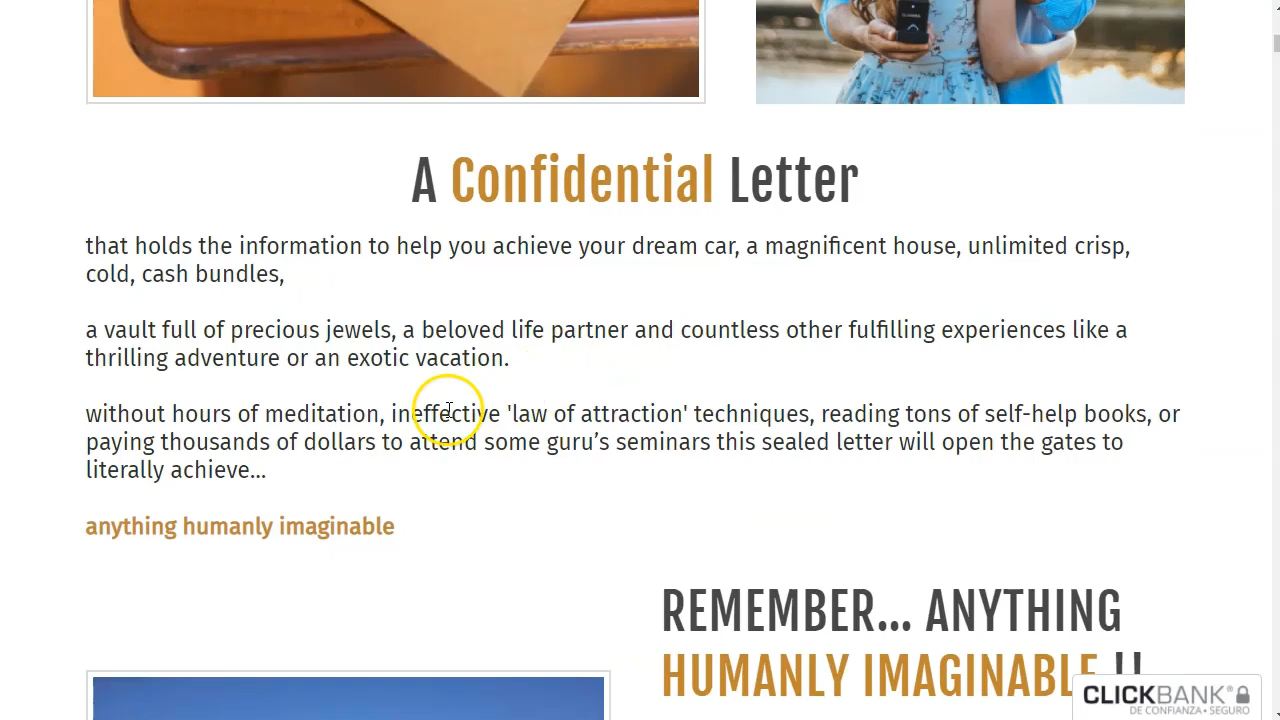 A Confidential Letter
that holds the information to help you achieve your dream car, a magnificent house, unlimited crisp,
cold, cash bundles,
a vault full of precious jewels, a beloved life partner and countless other fulfilling experiences like a
thrilling adventure or an exotic vacation.
without hours of meditation, ineffective 'law of attraction' techniques, reading tons of self-help books, or
paying thousands of dollars to attend some guru’s seminars this sealed letter will open the gates to
literally achieve...
anything humanly imaginable
REMEMBER... ANYTHING
HUMANLY IMAGINABLE !!
CLICKBANK®
DE CONFIANZA • SEGURO